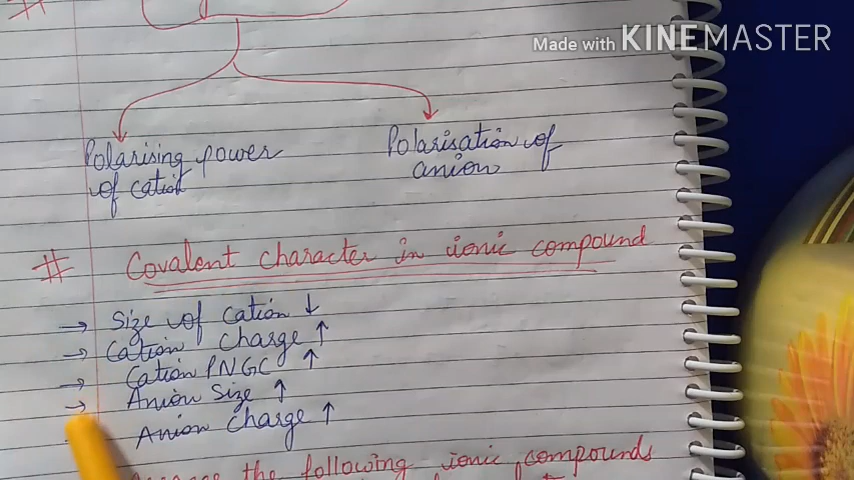 Made with KINEMASTER
Polarising power
of cation
Polarisation of
anion
# Covalent character in ionic compound
→ Size of Cation ↓
→ Cation Charge ↑
→ Cation PNGC ↑
→ Anion Size ↑
Anion Charge ↑
the following ionic compounds